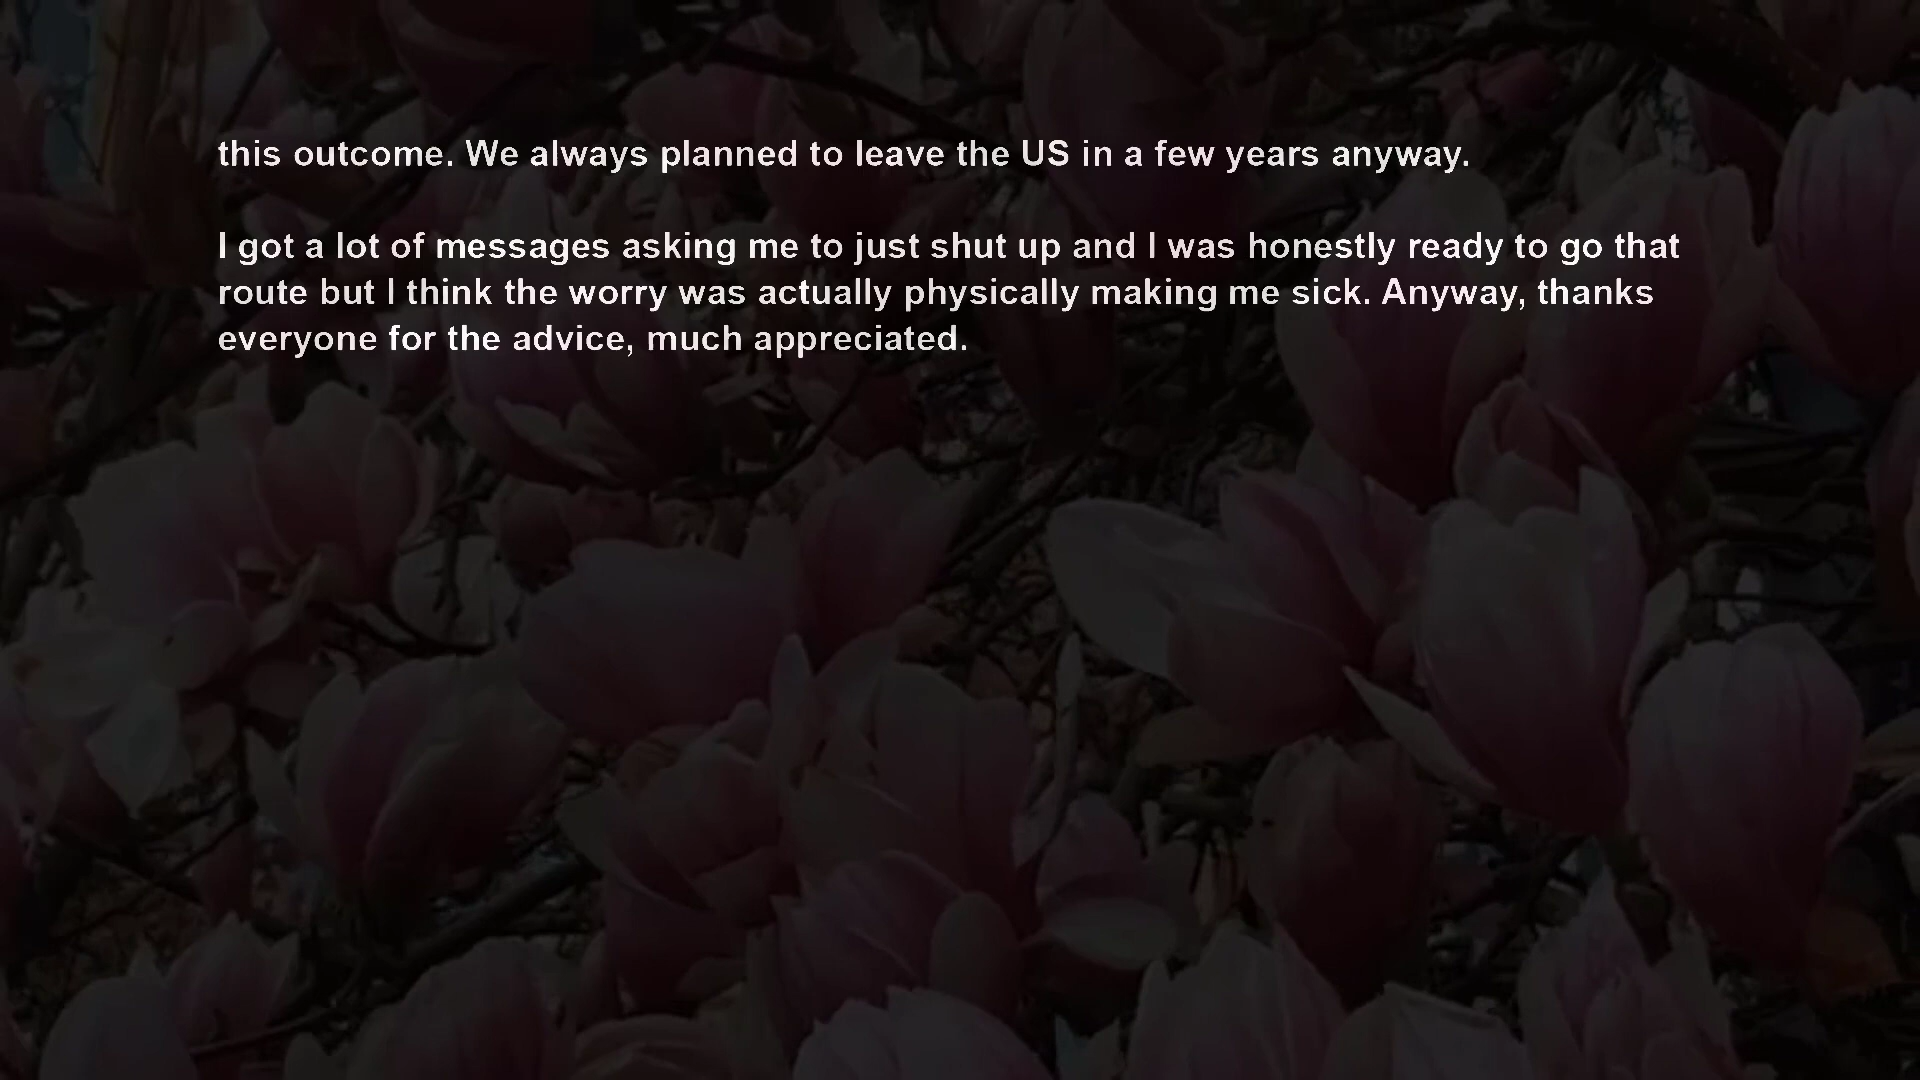 this outcome. We always planned to leave the US in a few years anyway.
I got a lot of messages asking me to just shut up and I was honestly ready to go that
route but I think the worry was actually physically making me sick. Anyway, thanks
everyone for the advice, much appreciated.